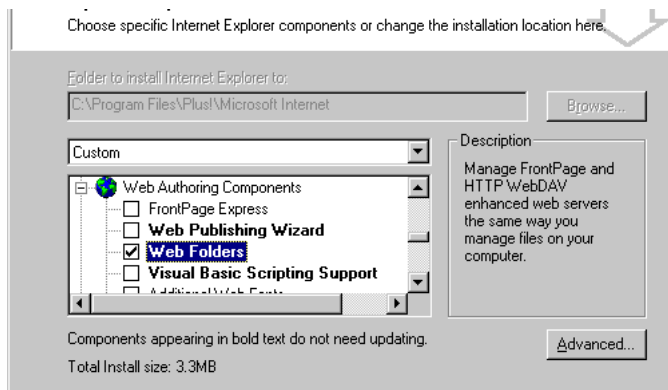 Choose specific Internet Explorer components or change the installation location here.
Folder to install Internet Explorer to:
C:\Program Files\Plus!\Microsoft Internet
Browse...
Custom
Web Authoring Components
FrontPage Express
Web Publishing Wizard
Web Folders
Visual Basic Scripting Support
Additional Web Fonts
Description
Manage FrontPage and
HTTP WebDAV
enhanced web servers
the same way you
manage files on your
computer.
Components appearing in bold text do not need updating.
Total Install size: 3.3MB
Advanced...